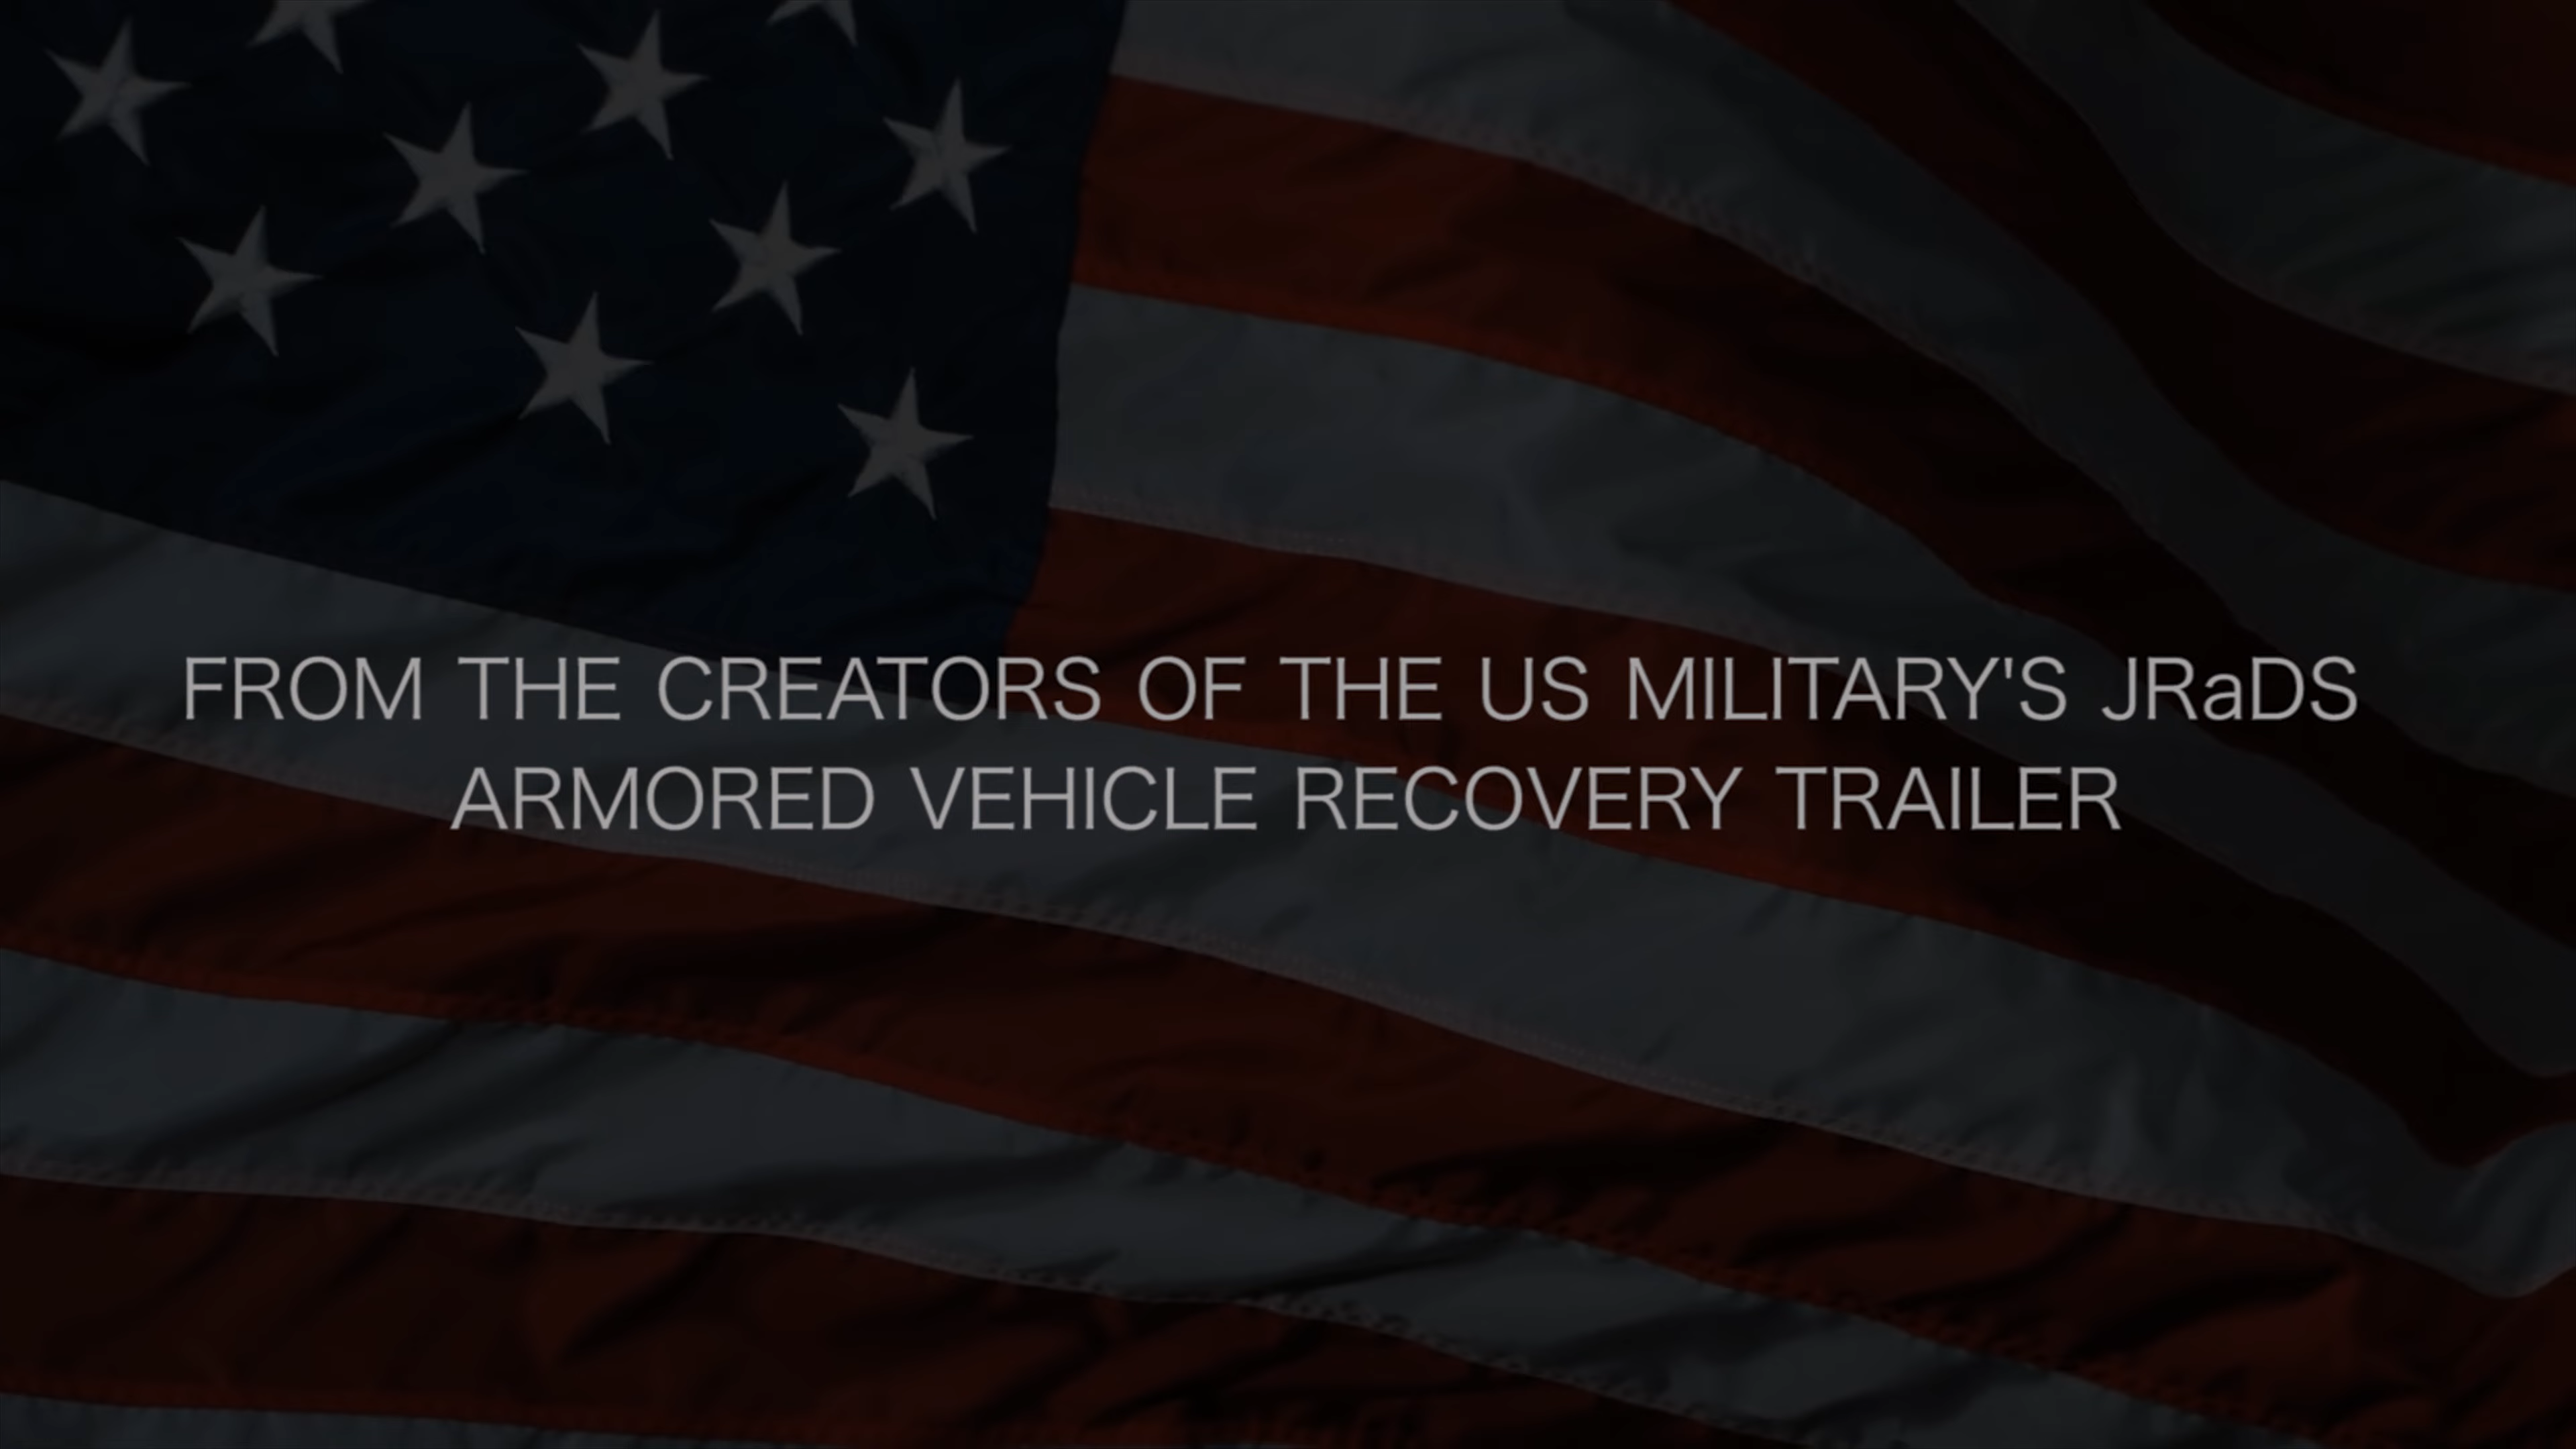 FROM THE CREATORS OF THE US MILITARY'S JRaDS
ARMORED VEHICLE RECOVERY TRAILER